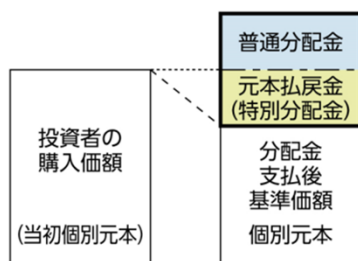 普通分配金
元本払戻金
(特別分配金)
投資者の
購入価額
(当初個別元本)
分配金
支払後
基準価額
個別元本